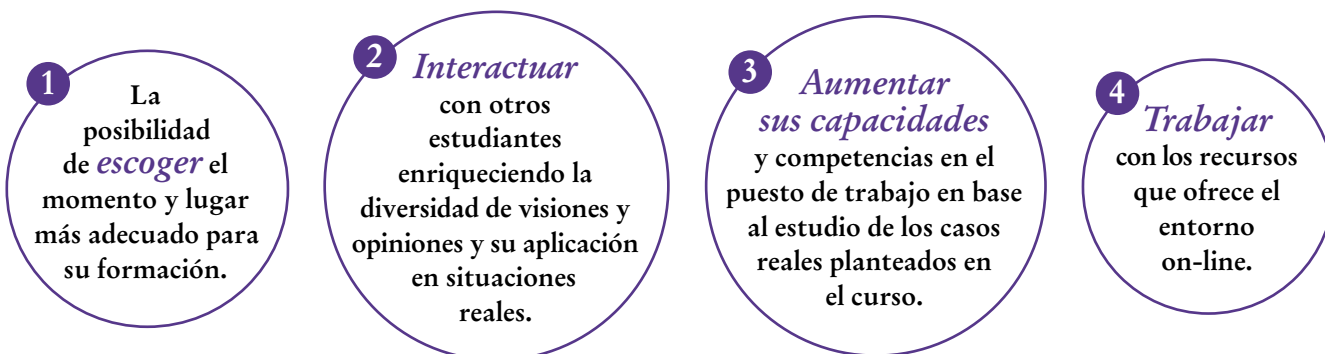 1
La
posibilidad
de escoger el
momento y lugar
más adecuado para
su formación.
2
Interactuar
con otros
estudiantes
enriqueciendo la
diversidad de visiones y
opiniones y su aplicación
en situaciones
reales.
3
Aumentar
sus capacidades
y competencias en el
puesto de trabajo en base
al estudio de los casos
reales planteados en
el curso.
4
Trabajar
con los recursos
que ofrece el
entorno
on-line.